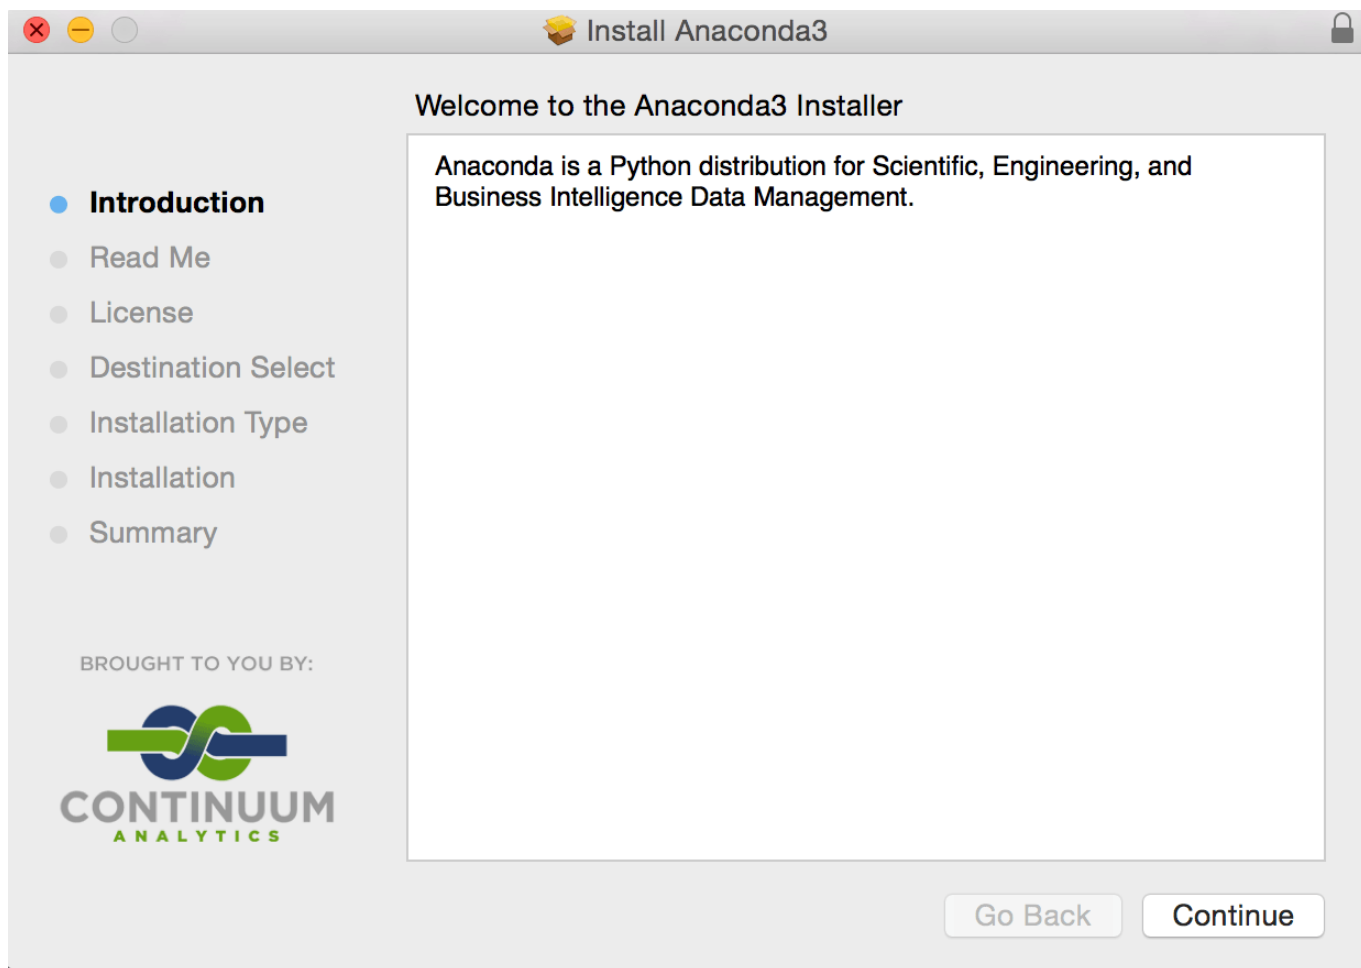 Install Anaconda3
Welcome to the Anaconda3 Installer
Introduction
Read Me
License
Destination Select
Installation Type
Installation
Summary
Anaconda is a Python distribution for Scientific, Engineering, and
Business Intelligence Data Management.
BROUGHT TO YOU BY:
CONTINUUM
ANALYTICS
Go Back
Continue